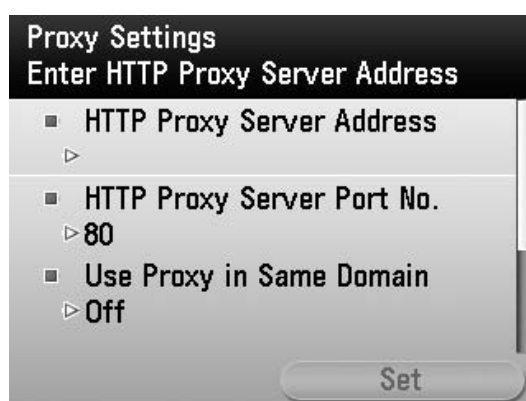 Proxy Settings
Enter HTTP Proxy Server Address
HTTP Proxy Server Address
HTTP Proxy Server Port No.
80
Use Proxy in Same Domain
Off
Set